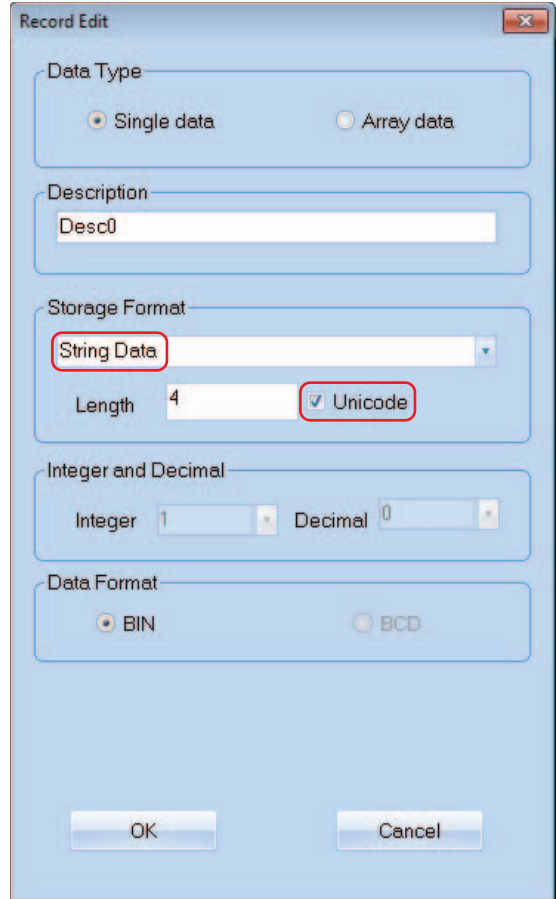 Record Edit
Data Type
Single data Array data
Description
Desc0
Storage Format
String Data
Length 4 Unicode
Integer and Decimal
Integer 1 Decimal 0
Data Format
BIN BCD
OK Cancel